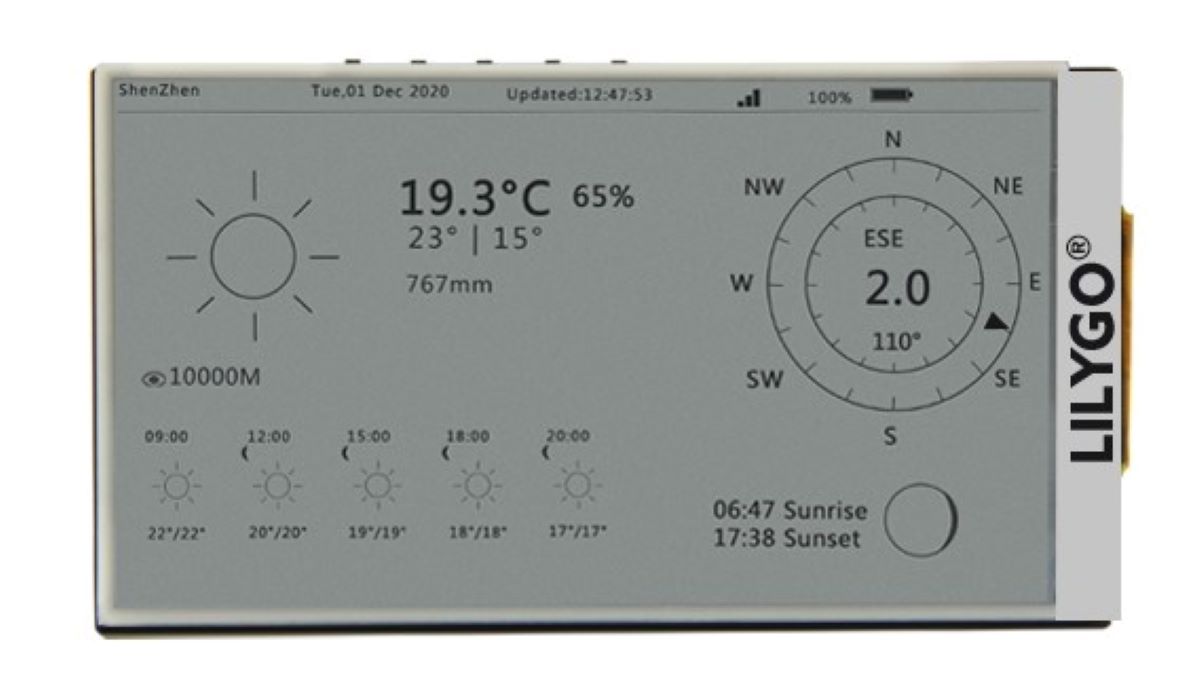 ShenZhen Tue,01 Dec 2020 Updated:12:47:53 100%
19.3°C 65%
23° | 15°
767mm
10000M
N
NE
E
SE
S
SW
W
NW
ESE
2.0
110°
09:00 12:00 15:00 18:00 20:00
22°/22° 20°/20° 19°/19° 18°/18° 17°/17°
06:47 Sunrise
17:38 Sunset
LILYGO®